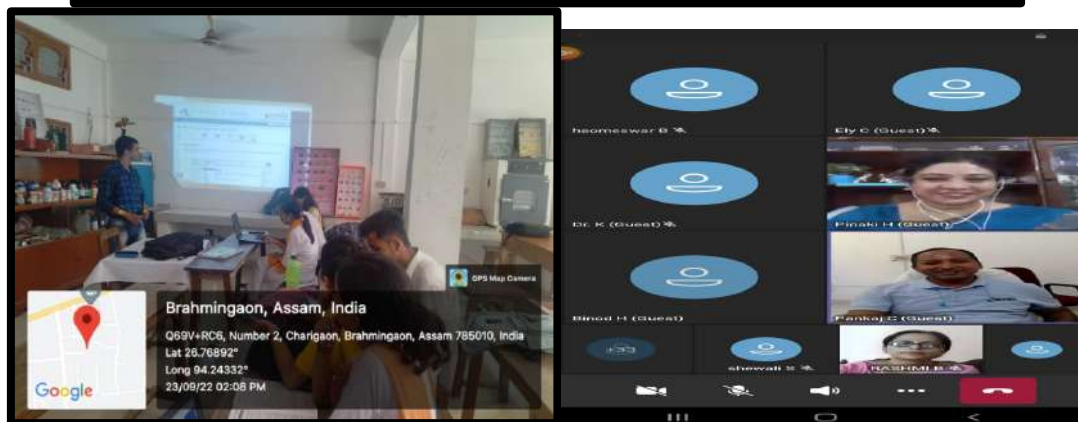 GPS Map Camera
Brahmingaon, Assam, India
Q69V+RC6, Number 2, Charigaon, Brahmingaon, Assam 785010, India
Lat 26.76892°
Long 94.24332°
23/09/22 02:08 PM
Google
heomeswar B
Ely C (Guest)
Dr. K (Guest)
Pinaki H (Guest)
Binod H (Guest)
Pankaj C (Guest)
+33
shewali S
RASHMI B